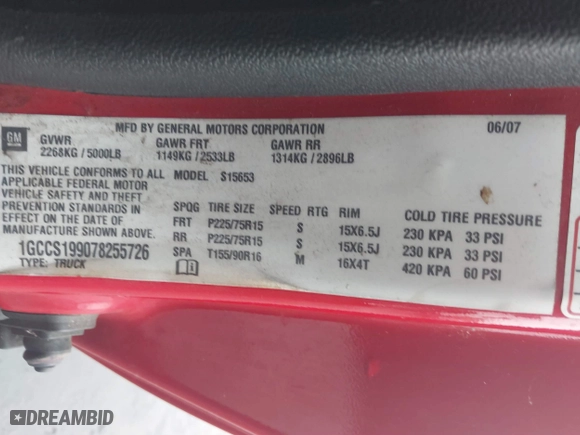 MFD BY GENERAL MOTORS CORPORATION 06/07
GM GVWR GAWR FRT GAWR RR
2268KG / 5000LB 1149KG / 2533LB 1314KG / 2896LB
THIS VEHICLE CONFORMS TO ALL MODEL S15653
APPLICABLE FEDERAL MOTOR
VEHICLE SAFETY AND THEFT
PREVENTION STANDARDS IN
EFFECT ON THE DATE OF
MANUFACTURE SHOWN ABOVE.
SPQG TIRE SIZE SPEED RTG RIM COLD TIRE PRESSURE
FRT P225/75R15 S 15X6.5J 230 KPA 33 PSI
RR P225/75R15 S 15X6.5J 230 KPA 33 PSI
SPA T155/90R16 M 16X4T 420 KPA 60 PSI
1GCCS199078255726
TYPE: TRUCK
DREAMBID